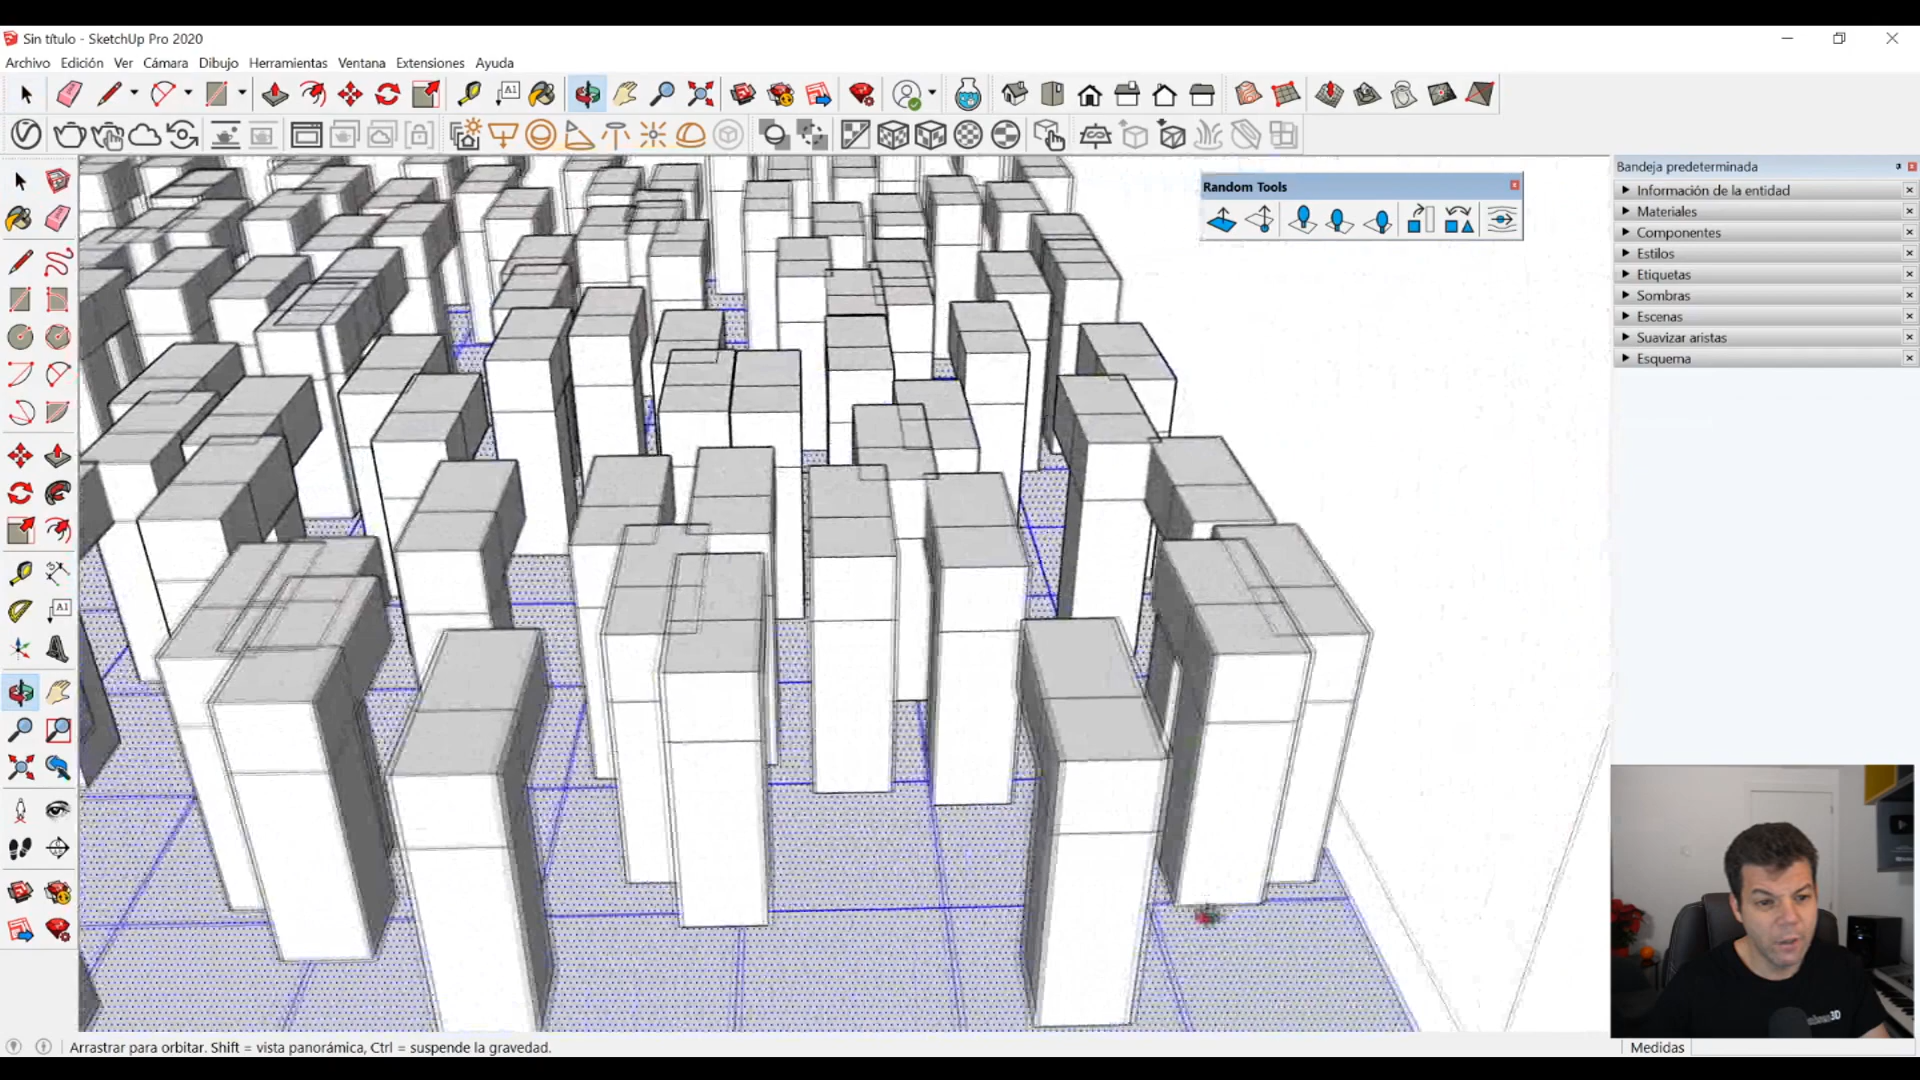 Sin título - SketchUp Pro 2020
Archivo Edición Ver Cámara Dibujo Herramientas Ventana Extensiones Ayuda
A1
Random Tools
Bandeja predeterminada
Información de la entidad
Materiales
Componentes
Estilos
Etiquetas
Sombras
Escenas
Suavizar aristas
Esquema
A1
Arrastrar para orbitar. Shift = vista panorámica, Ctrl = suspende la gravedad.
Medidas